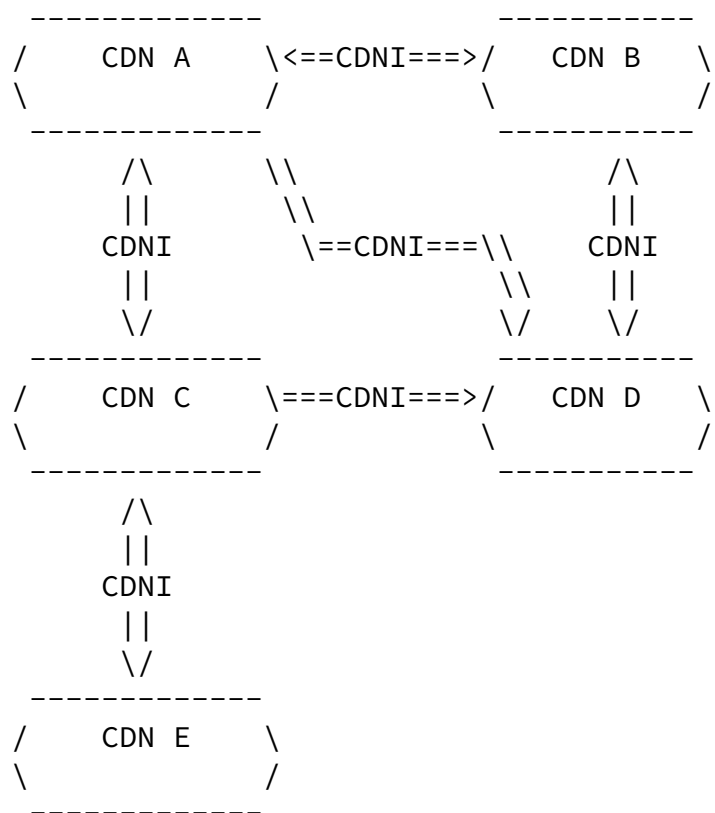 -------------                          -----------
/    CDN A    \<==CDNI===>/   CDN B   \
\             /           \           /
-------------                          -----------
/\        \\                 /\
||         \\                ||
CDNI          \==CDNI===\\    CDNI
||                      \\   ||
\/                      \/   \/
-------------                          -----------
/    CDN C    \===CDNI===>/   CDN D   \
\             /           \           /
-------------                          -----------
/\
||
CDNI
||
\/
-------------
/    CDN E    \
\             /
-------------